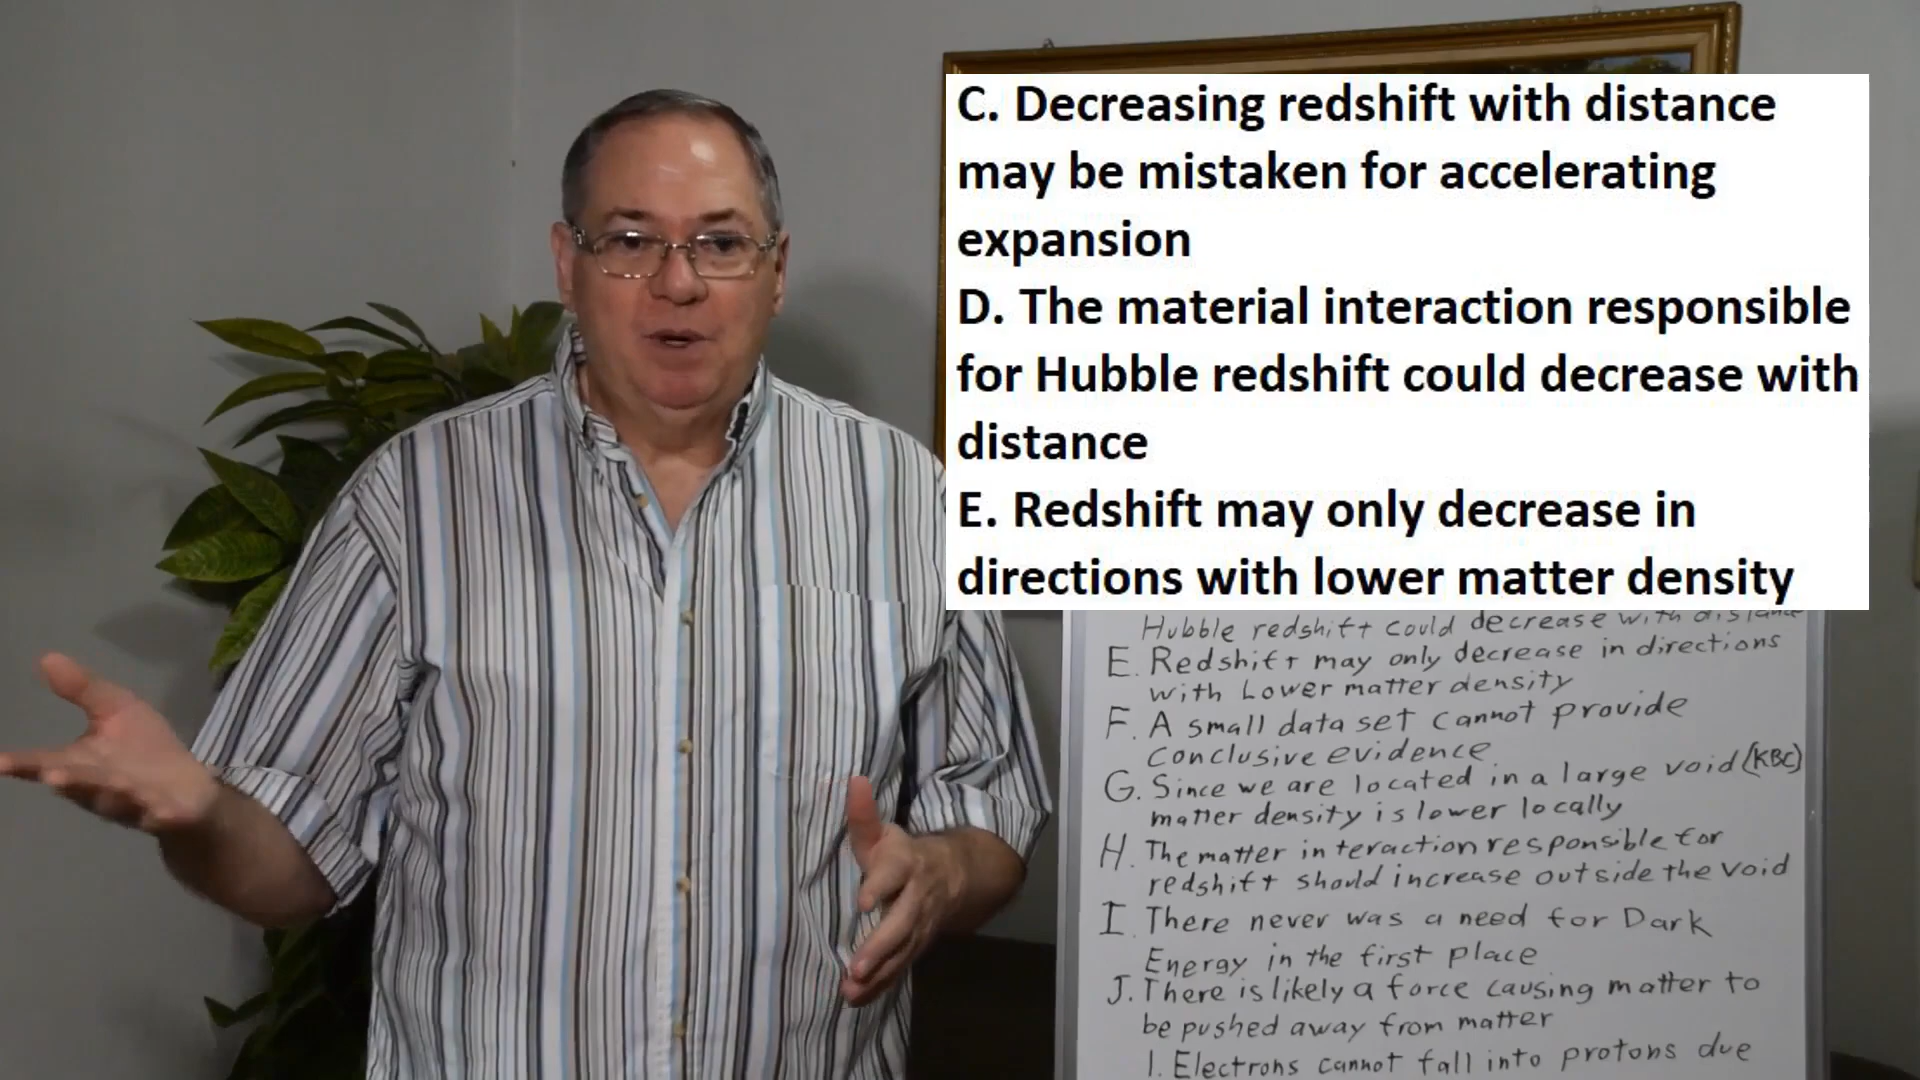 C. Decreasing redshift with distance
may be mistaken for accelerating
expansion
D. The material interaction responsible
for Hubble redshift could decrease with
distance
E. Redshift may only decrease in
directions with lower matter density
Hubble redshift could decrease with distance
E. Redshift may only decrease in directions
with Lower matter density
F. A small data set cannot provide
conclusive evidence
G. Since we are located in a large void (KBC)
matter density is lower locally
H. The matter interaction responsible for
redshift should increase outside the void
I. There never was a need for Dark
Energy in the first place
J. There is likely a force causing matter to
be pushed away from matter
1. Electrons cannot fall into protons due